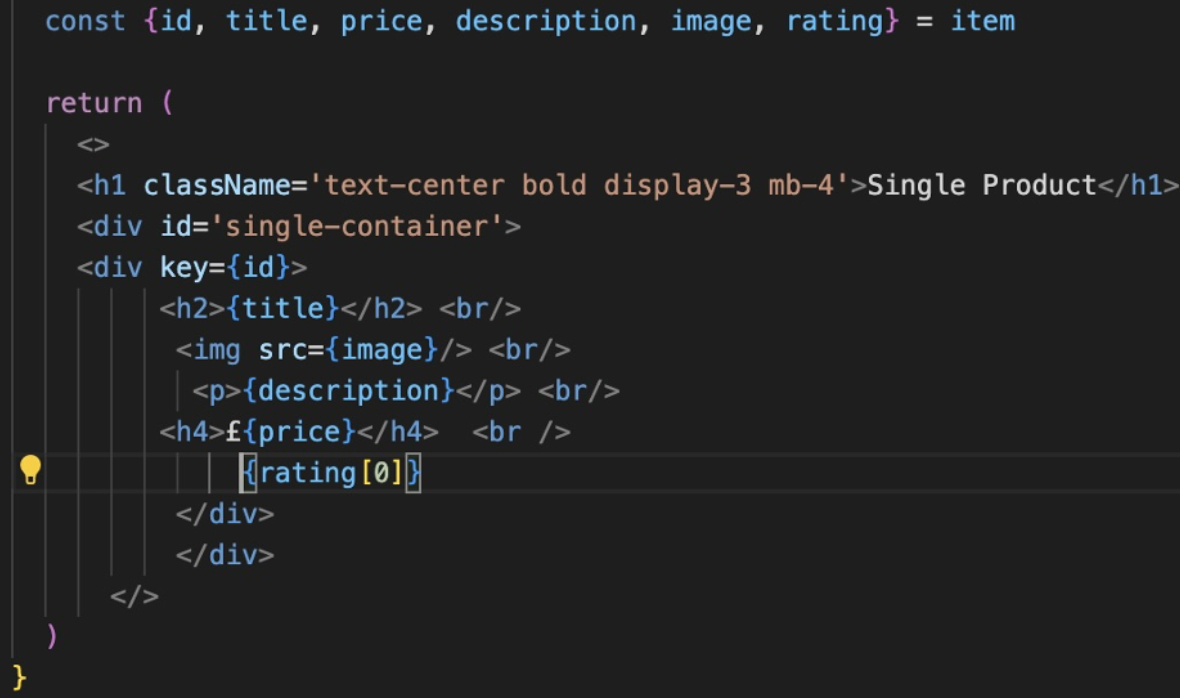 const {id, title, price, description, image, rating} = item
return (
<>
<h1 className='text-center bold display-3 mb-4'>Single Product</h1>
<div id='single-container'>
<div key={id}>
<h2>{title}</h2> <br/>
<img src={image}/> <br/>
<p>{description}</p> <br/>
<h4>£{price}</h4>  <br />
{rating[0]}
</div>
</div>
</>
)
}